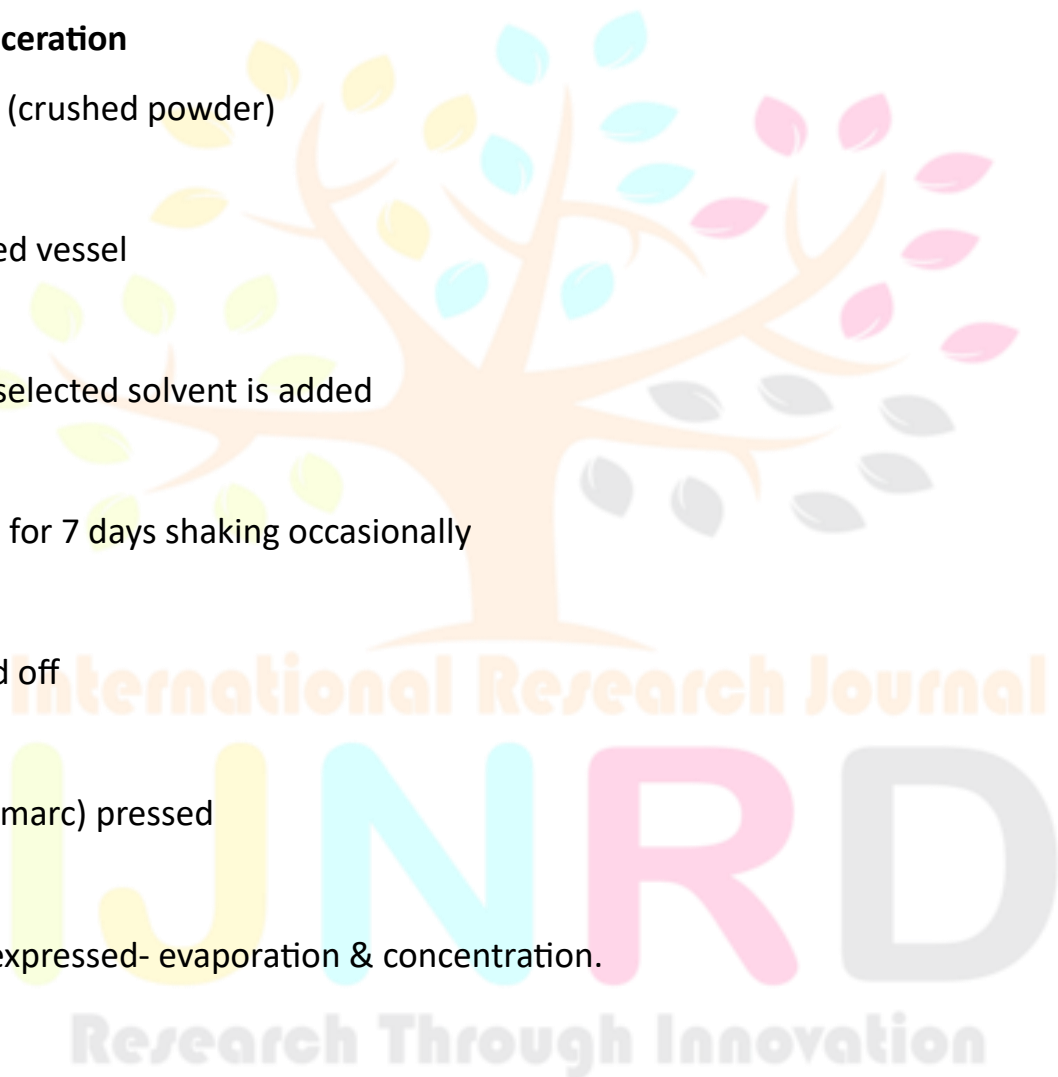 ceration
(crushed powder)
ed vessel
selected solvent is added
for 7 days shaking occasionally
d off
International Research Journal
marc) pressed
IJNRD
expressed- evaporation & concentration.
Research Through Innovation